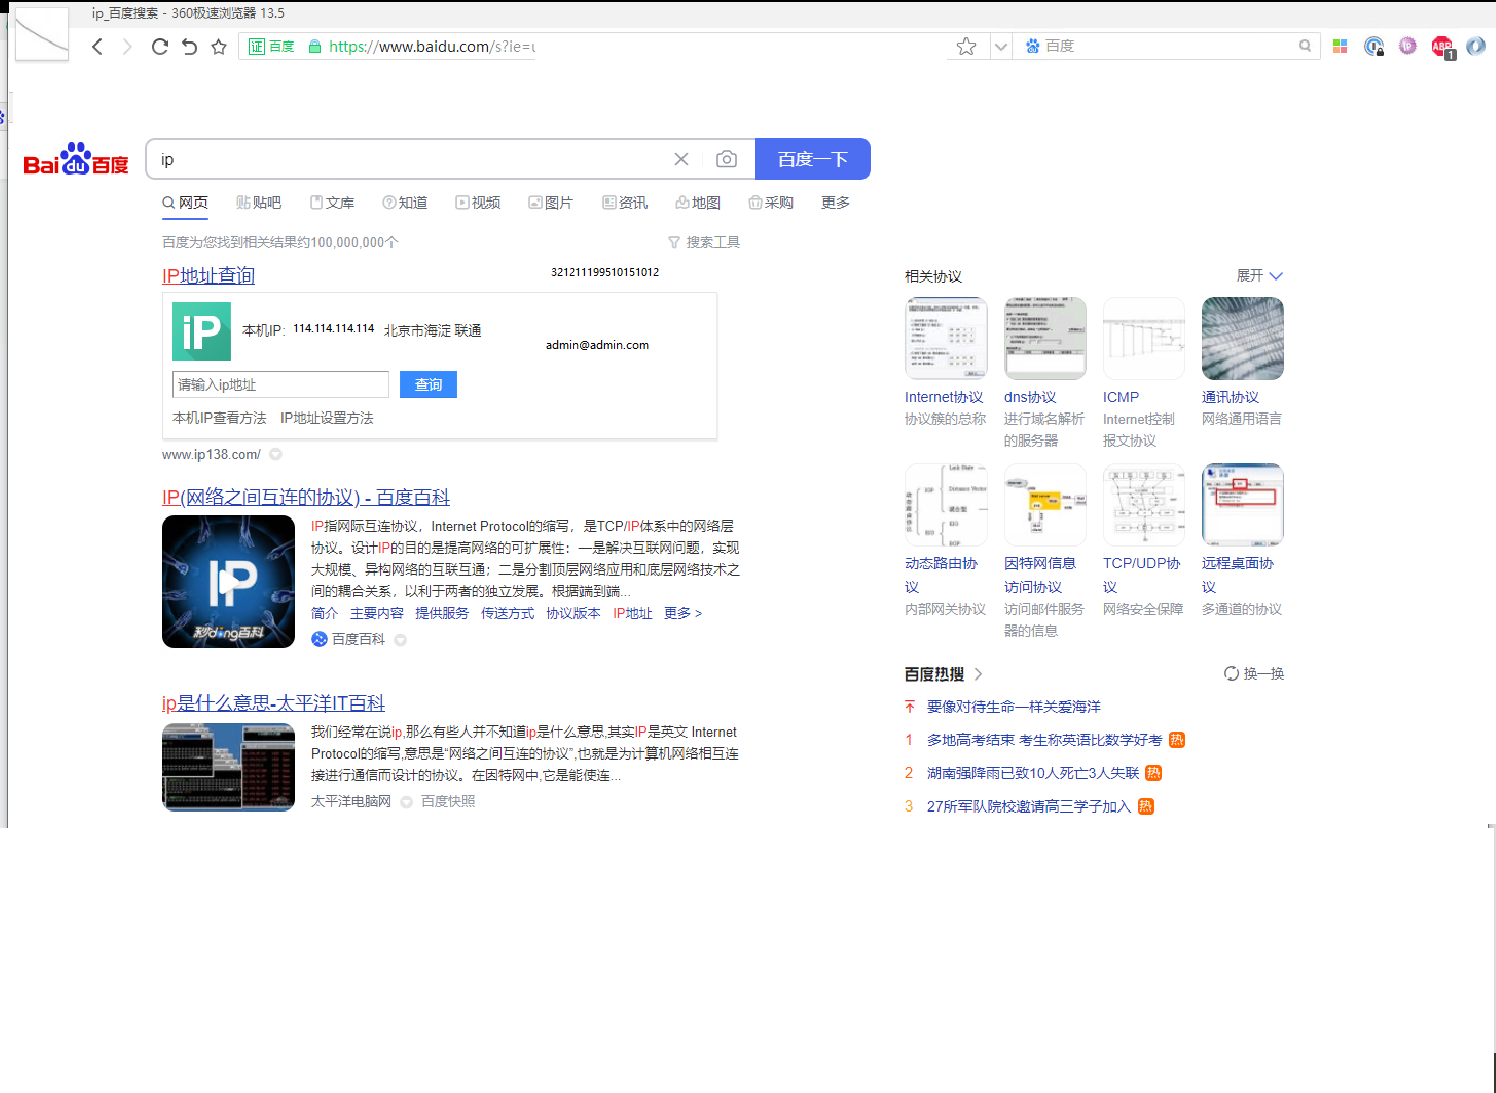 ip_百度搜索 - 360极速浏览器 13.5
证 百度 https://www.baidu.com/s?ie=u
百度
ABP 1
Bai du 百度
ip
百度一下
网页 贴吧 文库 知道 视频 图片 资讯 地图 采购 更多
百度为您找到相关结果约100,000,000个
搜索工具
IP地址查询
321211199510151012
iP
本机IP: 114.114.114.114 北京市海淀 联通
admin@admin.com
请输入ip地址
查询
本机IP查看方法 IP地址设置方法
www.ip138.com/
IP(网络之间互连的协议) - 百度百科
IP
秒dǒng百科
IP指网际互连协议，Internet Protocol的缩写，是TCP/IP体系中的网络层
协议。设计IP的目的是提高网络的可扩展性：一是解决互联网问题，实现
大规模、异构网络的互联互通；二是分割顶层网络应用和底层网络技术之
间的耦合关系，以利于两者的独立发展。根据端到端...
简介 主要内容 提供服务 传送方式 协议版本 IP地址 更多 >
百度百科
ip是什么意思-太平洋IT百科
我们经常在说ip,那么有些人并不知道ip是什么意思,其实IP是英文 Internet
Protocol的缩写,意思是“网络之间互连的协议”,也就是为计算机网络相互连
接进行通信而设计的协议。在因特网中,它是能使连...
太平洋电脑网 百度快照
相关协议
展开
Internet协议
协议簇的总称
dns协议
进行域名解析
的服务器
ICMP
Internet控制
报文协议
通讯协议
网络通用语言
动态路由协
议
内部网关协议
因特网信息
访问协议
访问邮件服务
器的信息
TCP/UDP协
议
网络安全保障
远程桌面协
议
多通道的协议
百度热搜
换一换
要像对待生命一样关爱海洋
1 多地高考结束 考生称英语比数学好考 热
2 湖南强降雨已致10人死亡3人失联 热
3 27所军队院校邀请高三学子加入 热